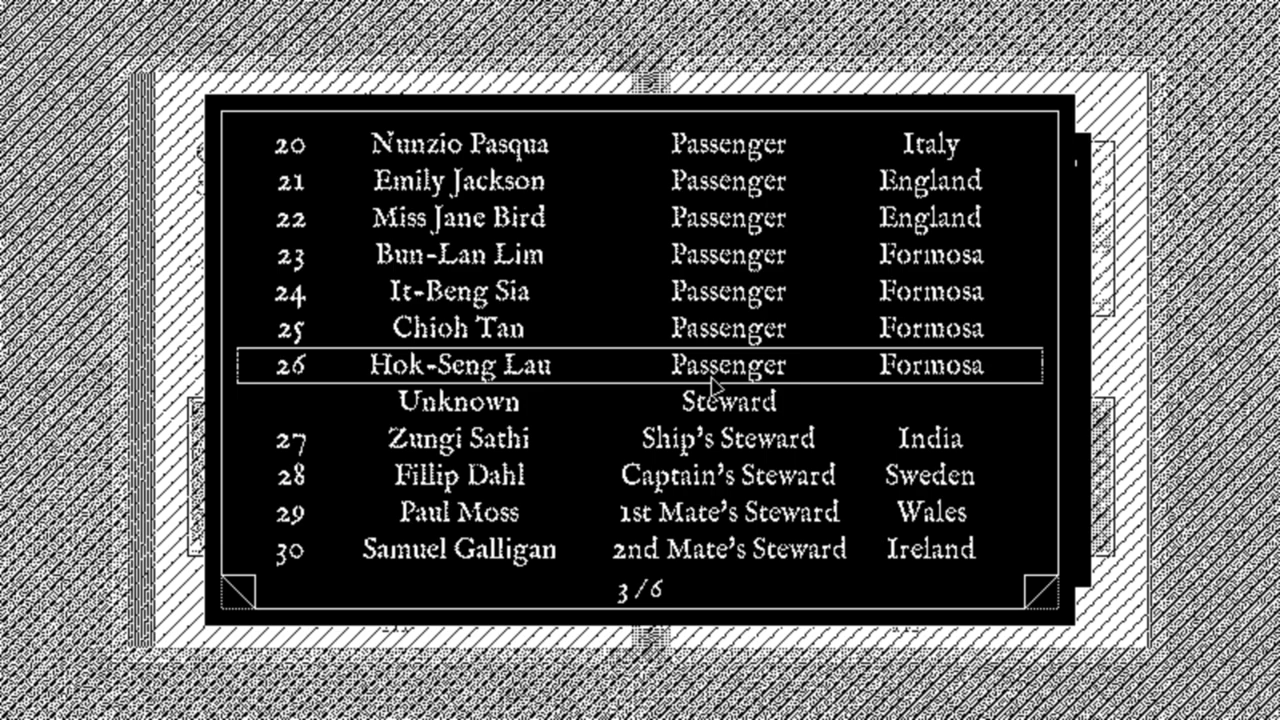 20 Nunzio Pasqua Passenger Italy
21 Emily Jackson Passenger England
22 Miss Jane Bird Passenger England
23 Bun-Lan Lim Passenger Formosa
24 It-Beng Sia Passenger Formosa
25 Chioh Tan Passenger Formosa
26 Hok-Seng Lau Passenger Formosa
Unknown Steward
27 Zungi Sathi Ship's Steward India
28 Fillip Dahl Captain's Steward Sweden
29 Paul Moss 1st Mate's Steward Wales
30 Samuel Galligan 2nd Mate's Steward Ireland
3/6